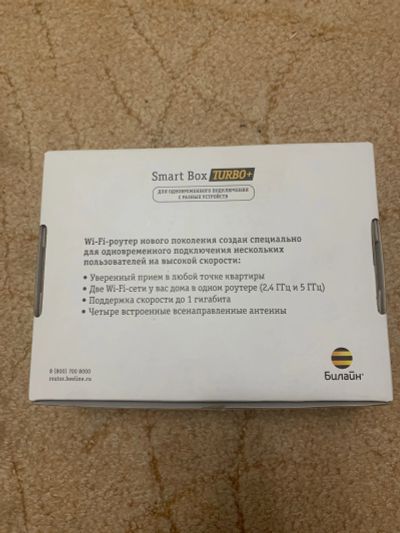 Smart Box TURBO+
ДЛЯ ОДНОВРЕМЕННОГО ПОДКЛЮЧЕНИЯ
С РАЗНЫХ УСТРОЙСТВ
Wi-Fi-роутер нового поколения создан специально
для одновременного подключения нескольких
пользователей на высокой скорости:
• Уверенный прием в любой точке квартиры
• Две Wi-Fi-сети у вас дома в одном роутере (2,4 ГГц и 5 ГГц)
• Поддержка скорости до 1 гигабита
• Четыре встроенные всенаправленные антенны
8 (800) 700 8000
router.beeline.ru
Билайн®